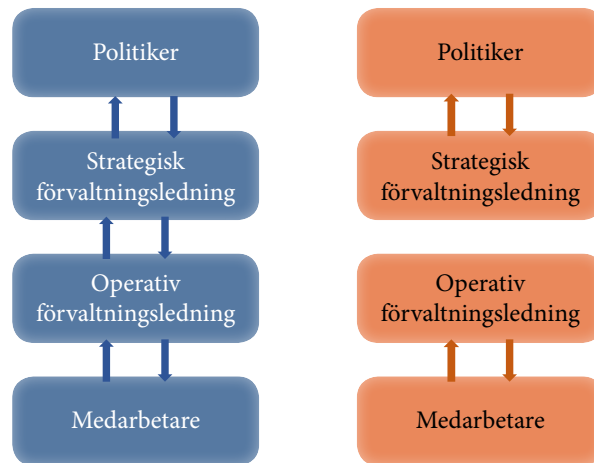 Politiker
Strategisk
förvaltningsledning
Operativ
förvaltningsledning
Medarbetare
Politiker
Strategisk
förvaltningsledning
Operativ
förvaltningsledning
Medarbetare